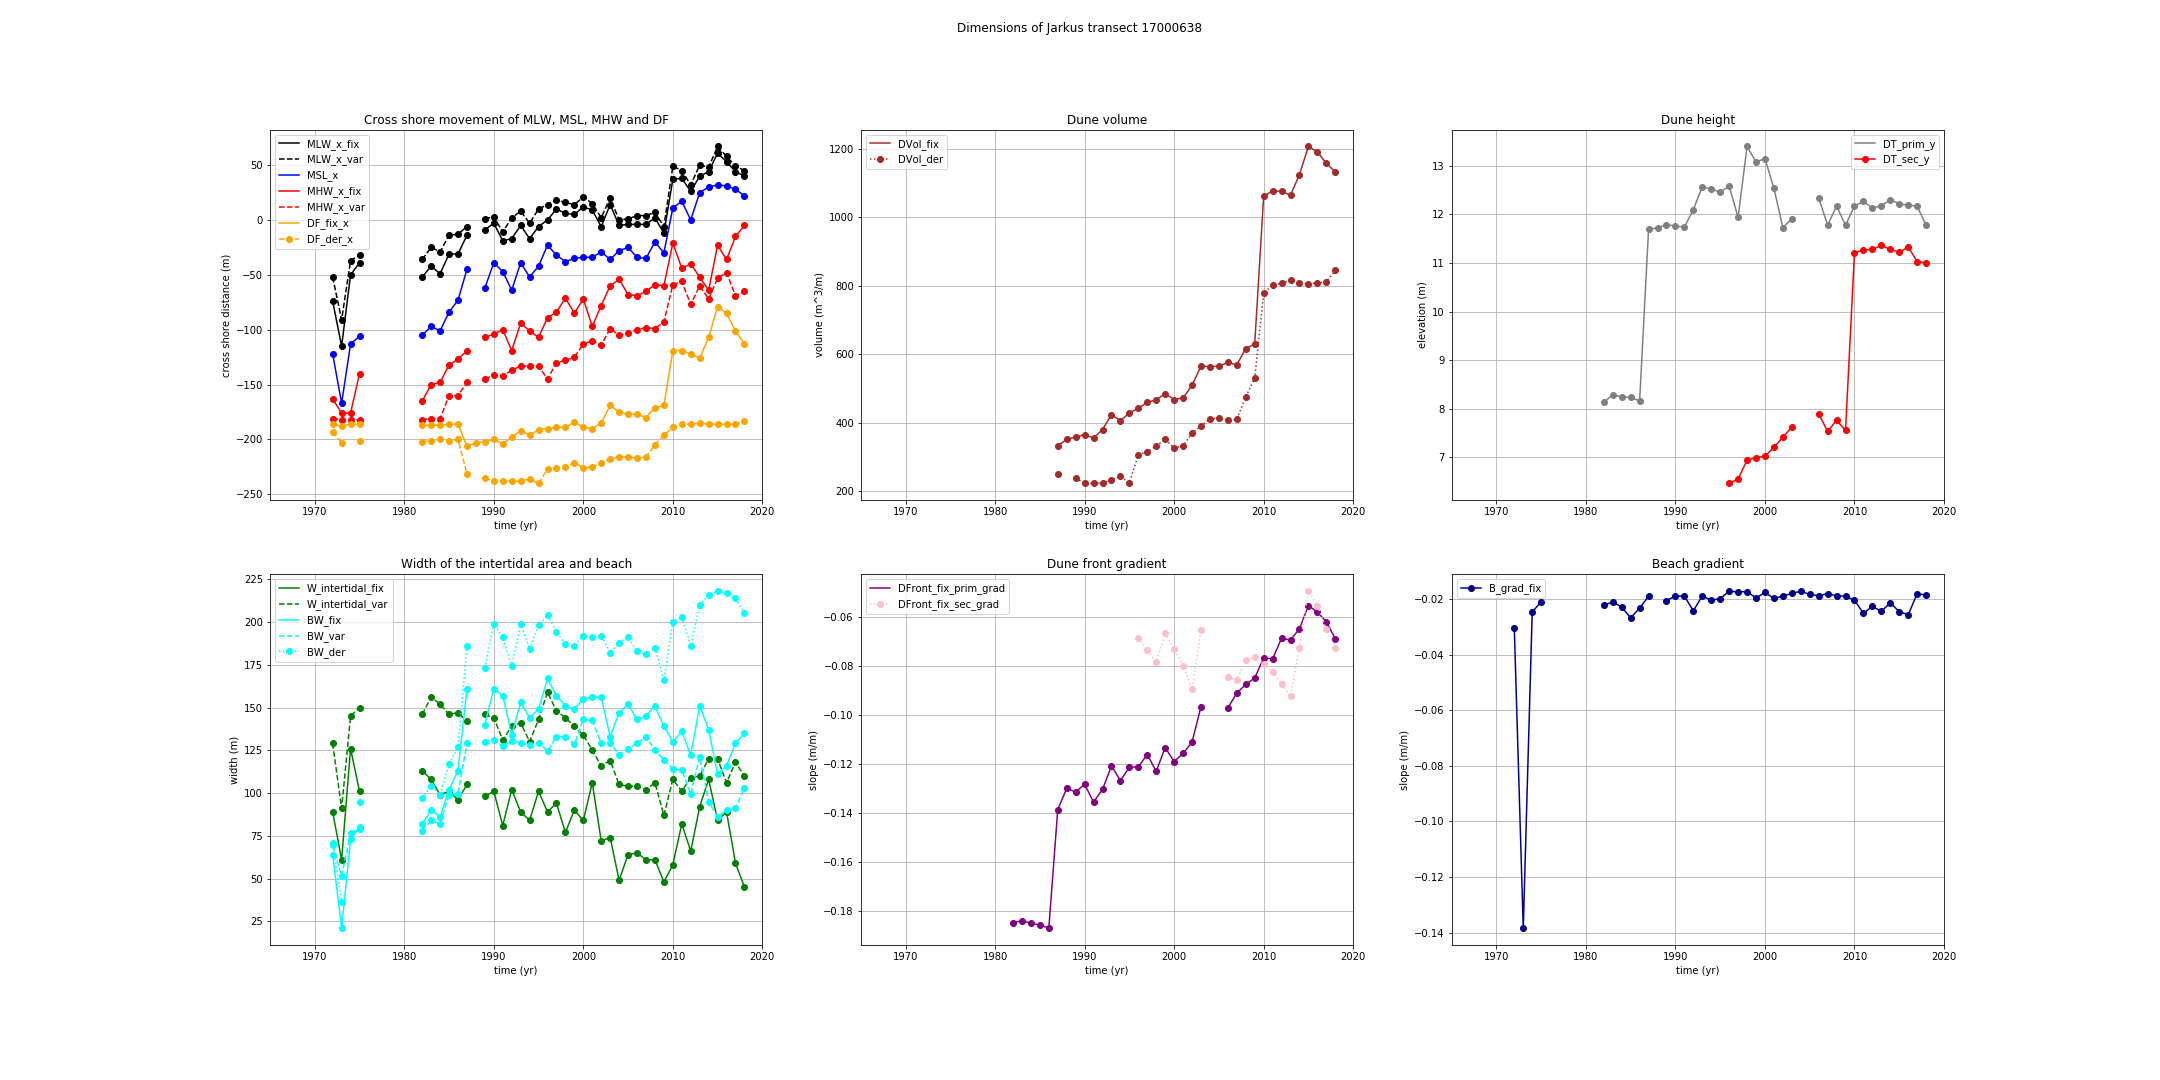 Dimensions of Jarkus transect 17000638
Cross shore movement of MLW, MSL, MHW and DF
MLW_x_fix
MLW_x_var
MSL_x
MHW_x_fix
MHW_x_var
DF_fix_x
DF_der_x
50
0
−50
−100
−150
−200
−250
cross shore distance (m)
1970 1980 1990 2000 2010 2020
time (yr)
Dune volume
DVol_fix
DVol_der
1200
1000
800
600
400
200
volume (m^3/m)
1970 1980 1990 2000 2010 2020
time (yr)
Dune height
DT_prim_y
DT_sec_y
13
12
11
10
9
8
7
elevation (m)
1970 1980 1990 2000 2010 2020
time (yr)
Width of the intertidal area and beach
W_intertidal_fix
W_intertidal_var
BW_fix
BW_var
BW_der
225
200
175
150
125
100
75
50
25
width (m)
1970 1980 1990 2000 2010 2020
time (yr)
Dune front gradient
DFront_fix_prim_grad
DFront_fix_sec_grad
−0.06
−0.08
−0.10
−0.12
−0.14
−0.16
−0.18
slope (m/m)
1970 1980 1990 2000 2010 2020
time (yr)
Beach gradient
B_grad_fix
−0.02
−0.04
−0.06
−0.08
−0.10
−0.12
−0.14
slope (m/m)
1970 1980 1990 2000 2010 2020
time (yr)